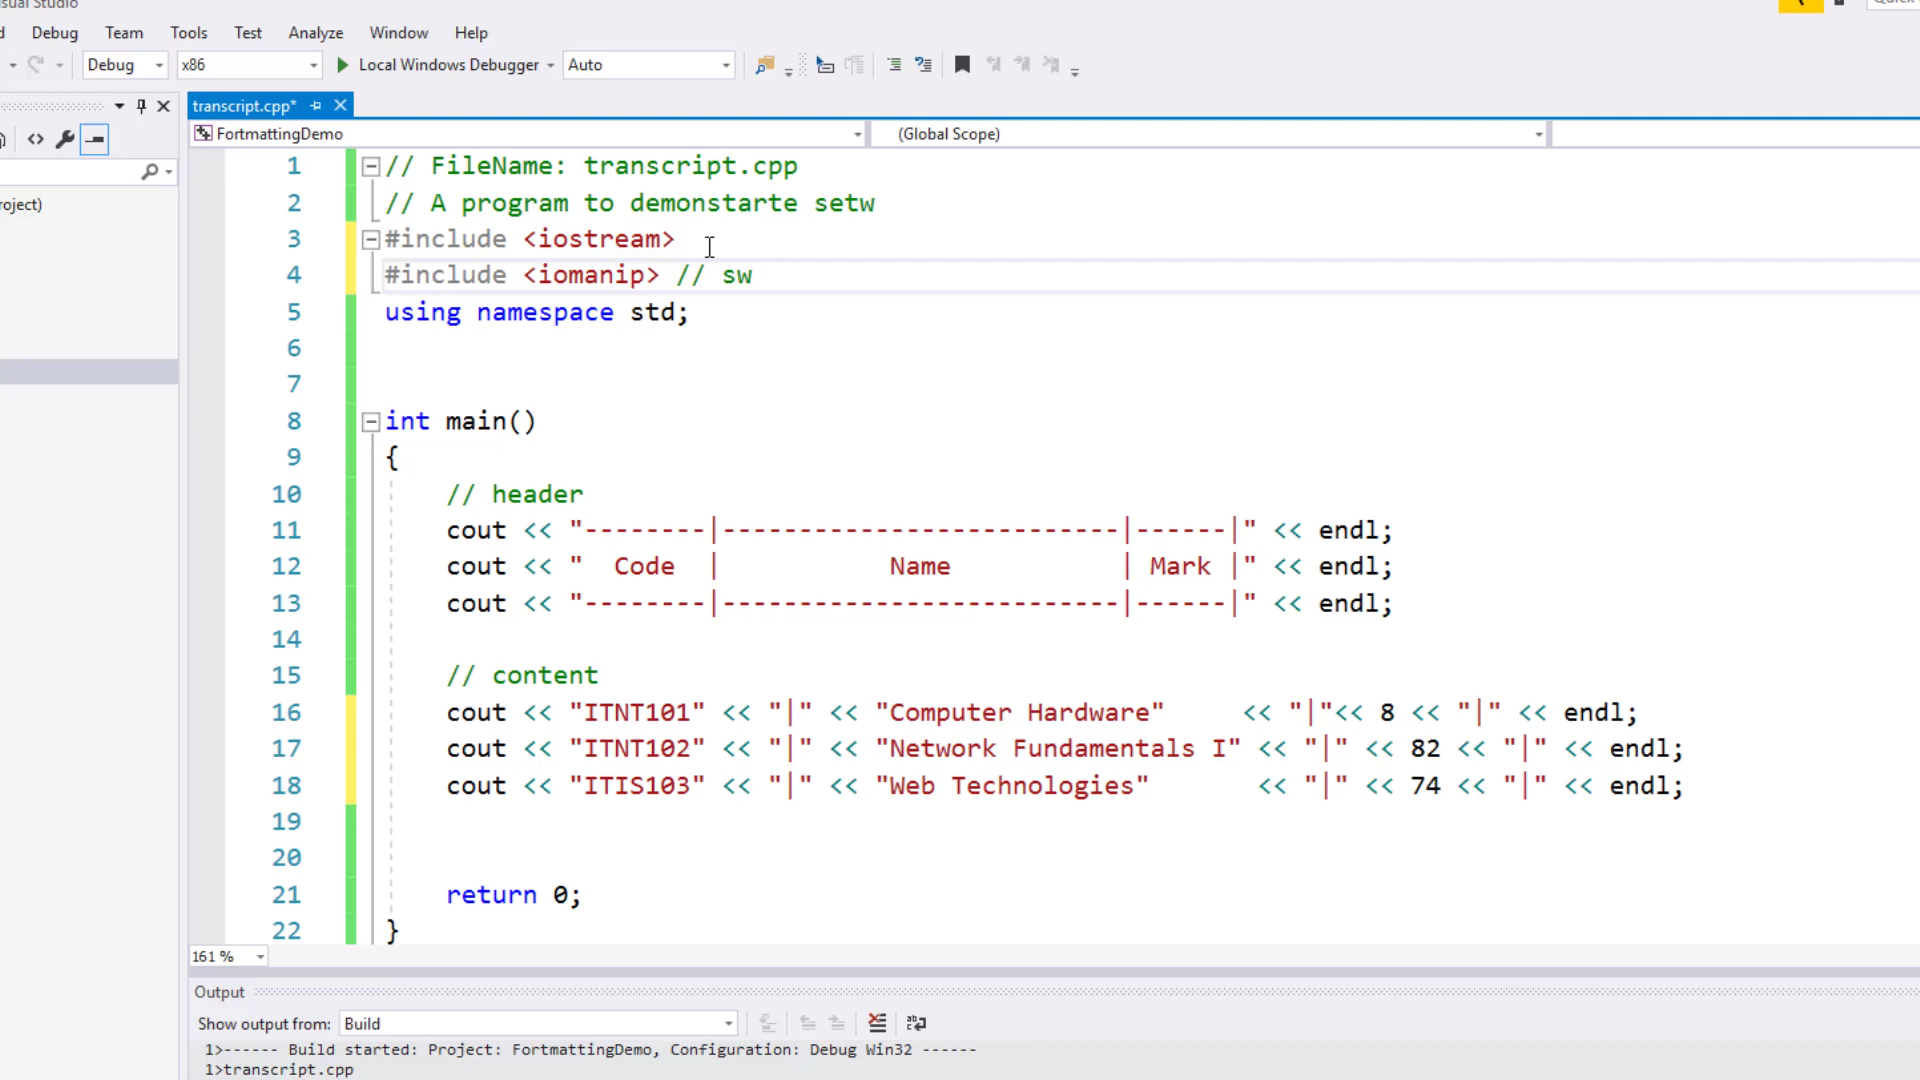 Debug Team Tools Test Analyze Window Help
Debug x86 Local Windows Debugger Auto
transcript.cpp*
FortmattingDemo (Global Scope)
1 // FileName: transcript.cpp
2 // A program to demonstarte setw
3 #include <iostream>
4 #include <iomanip> // sw
5 using namespace std;
6
7
8 int main()
9 {
10 // header
11 cout << "--------|--------------------------|------|" << endl;
12 cout << "  Code  |           Name           | Mark |" << endl;
13 cout << "--------|--------------------------|------|" << endl;
14
15 // content
16 cout << "ITNT101" << "|" << "Computer Hardware"     << "|"<< 8 << "|" << endl;
17 cout << "ITNT102" << "|" << "Network Fundamentals I" << "|" << 82 << "|" << endl;
18 cout << "ITIS103" << "|" << "Web Technologies"       << "|" << 74 << "|" << endl;
19
20
21 return 0;
22 }
161 %
Output
Show output from: Build
1>------ Build started: Project: FortmattingDemo, Configuration: Debug Win32 ------
1>transcript.cpp